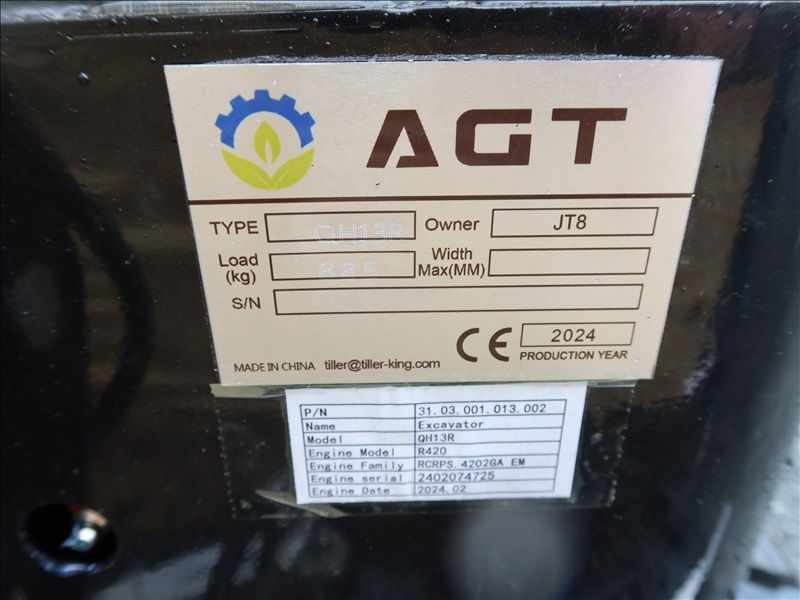 AGT
TYPE QH13R Owner JT8
Load (kg) 885 Width Max(MM)
S/N
CE 2024
PRODUCTION YEAR
MADE IN CHINA tiller@tiller-king.com
P/N 31.03.001.013.002
Name Excavator
Model QH13R
Engine Model R420
Engine Family RCRPS.4202GA EM
Engine serial 2402074725
Engine Date 2024.02